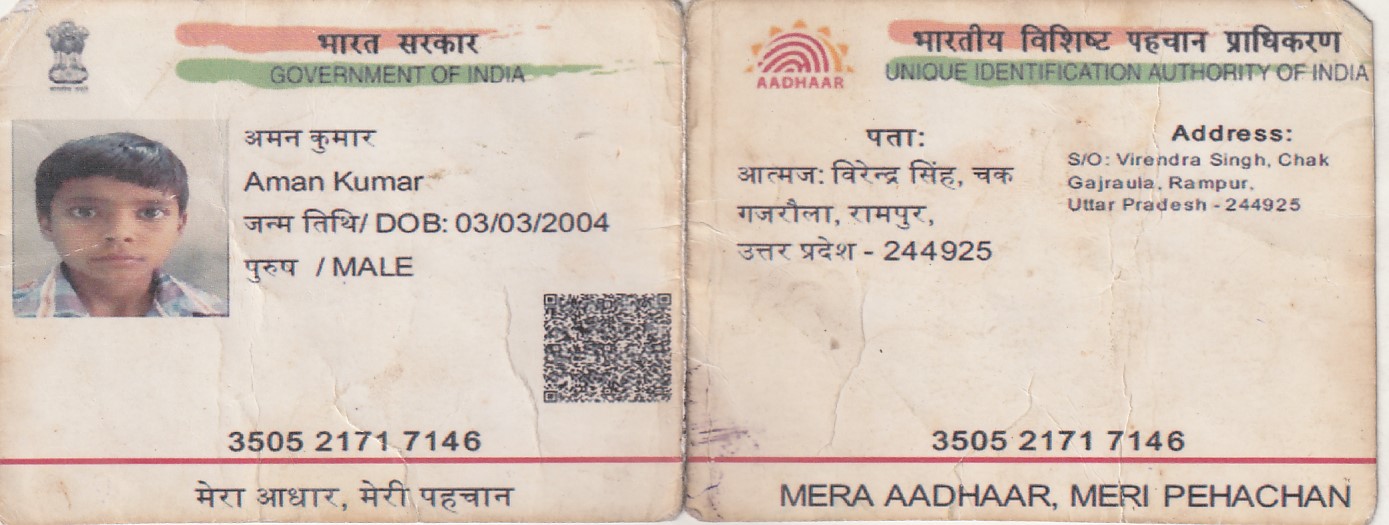 भारत सरकार
GOVERNMENT OF INDIA
अमन कुमार
Aman Kumar
जन्म तिथि/ DOB: 03/03/2004
पुरुष / MALE
3505 2171 7146
मेरा आधार, मेरी पहचान
भारतीय विशिष्ट पहचान प्राधिकरण
UNIQUE IDENTIFICATION AUTHORITY OF INDIA
AADHAAR
पता:
आत्मज: विरेन्द्र सिंह, चक
गजरौला, रामपुर,
उत्तर प्रदेश - 244925
Address:
S/O: Virendra Singh, Chak
Gajraula, Rampur,
Uttar Pradesh - 244925
3505 2171 7146
MERA AADHAAR, MERI PEHACHAN